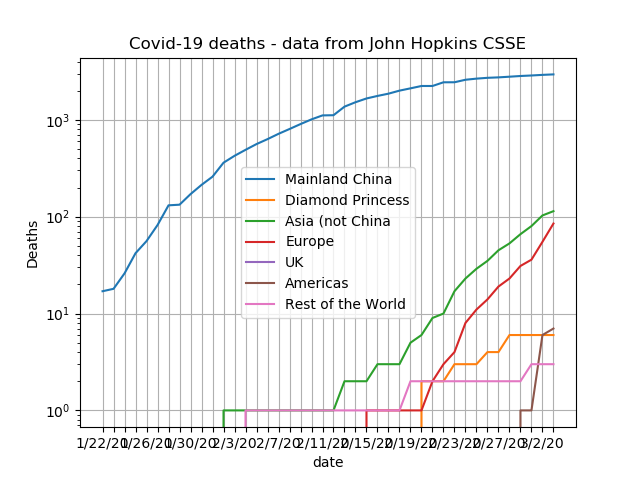 Covid-19 deaths - data from John Hopkins CSSE
Deaths
10³
10²
10¹
10⁰
Mainland China
Diamond Princess
Asia (not China
Europe
UK
Americas
Rest of the World
1/22/20 1/26/20 1/30/20 2/3/20 2/7/20 2/11/20 2/15/20 2/19/20 2/23/20 2/27/20 3/2/20
date